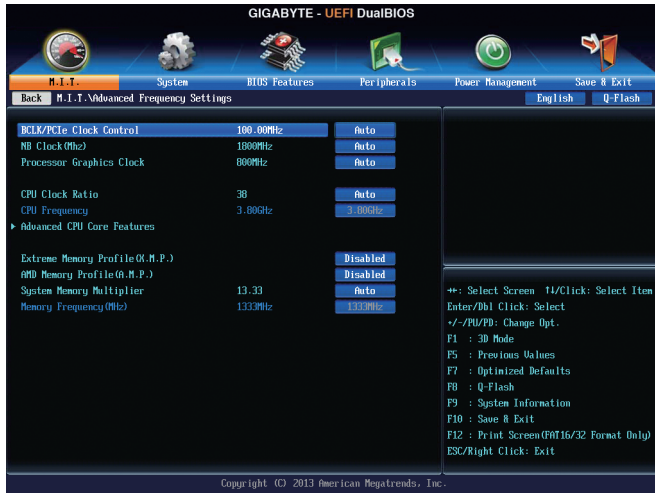 GIGABYTE - UEFI DualBIOS
M.I.T. System BIOS Features Peripherals Power Management Save & Exit
Back M.I.T.\Advanced Frequency Settings English Q-Flash
BCLK/PCIe Clock Control 100.00MHz Auto
NB Clock(Mhz) 1800MHz Auto
Processor Graphics Clock 800MHz Auto
CPU Clock Ratio 38 Auto
CPU Frequency 3.80GHz 3.80GHz
Advanced CPU Core Features
Extreme Memory Profile(X.M.P.) Disabled
AMD Memory Profile(A.M.P.) Disabled
System Memory Multiplier 13.33 Auto
Memory Frequency(MHz) 1333MHz 1333MHz
→←: Select Screen ↑↓/Click: Select Item
Enter/Dbl Click: Select
+/-/PU/PD: Change Opt.
F1 : 3D Mode
F5 : Previous Values
F7 : Optimized Defaults
F8 : Q-Flash
F9 : System Information
F10 : Save & Exit
F12 : Print Screen(FAT16/32 Format Only)
ESC/Right Click: Exit
Copyright (C) 2013 American Megatrends, Inc.